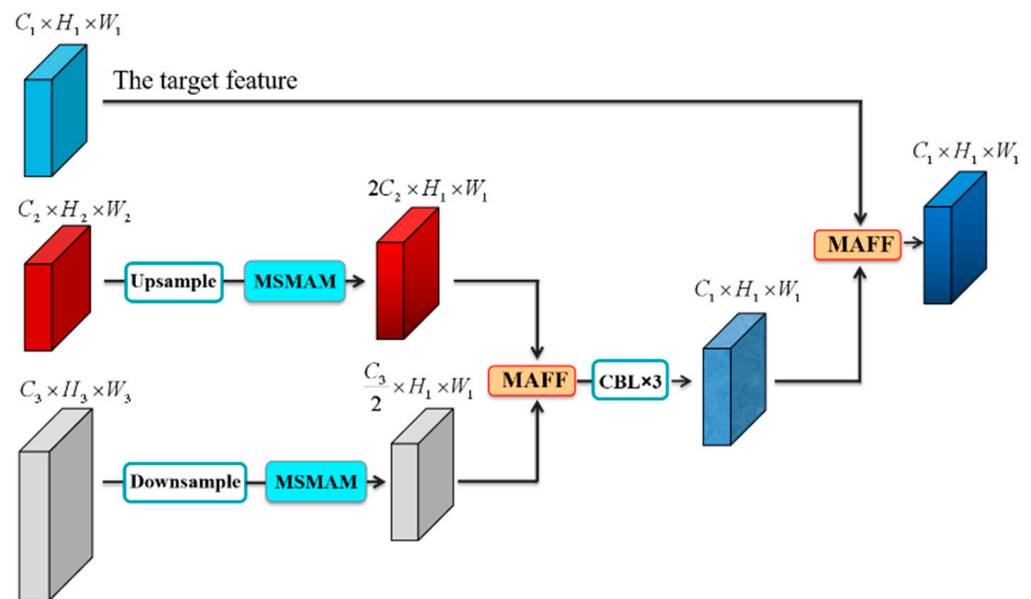 C₁ × H₁ × W₁
The target feature
C₁ × H₁ × W₁
C₂ × H₂ × W₂
2C₂ × H₁ × W₁
MAFF
Upsample
MSMAM
C₁ × H₁ × W₁
C₃ × H₃ × W₃
C₃/2 × H₁ × W₁
MAFF
CBL×3
Downsample
MSMAM